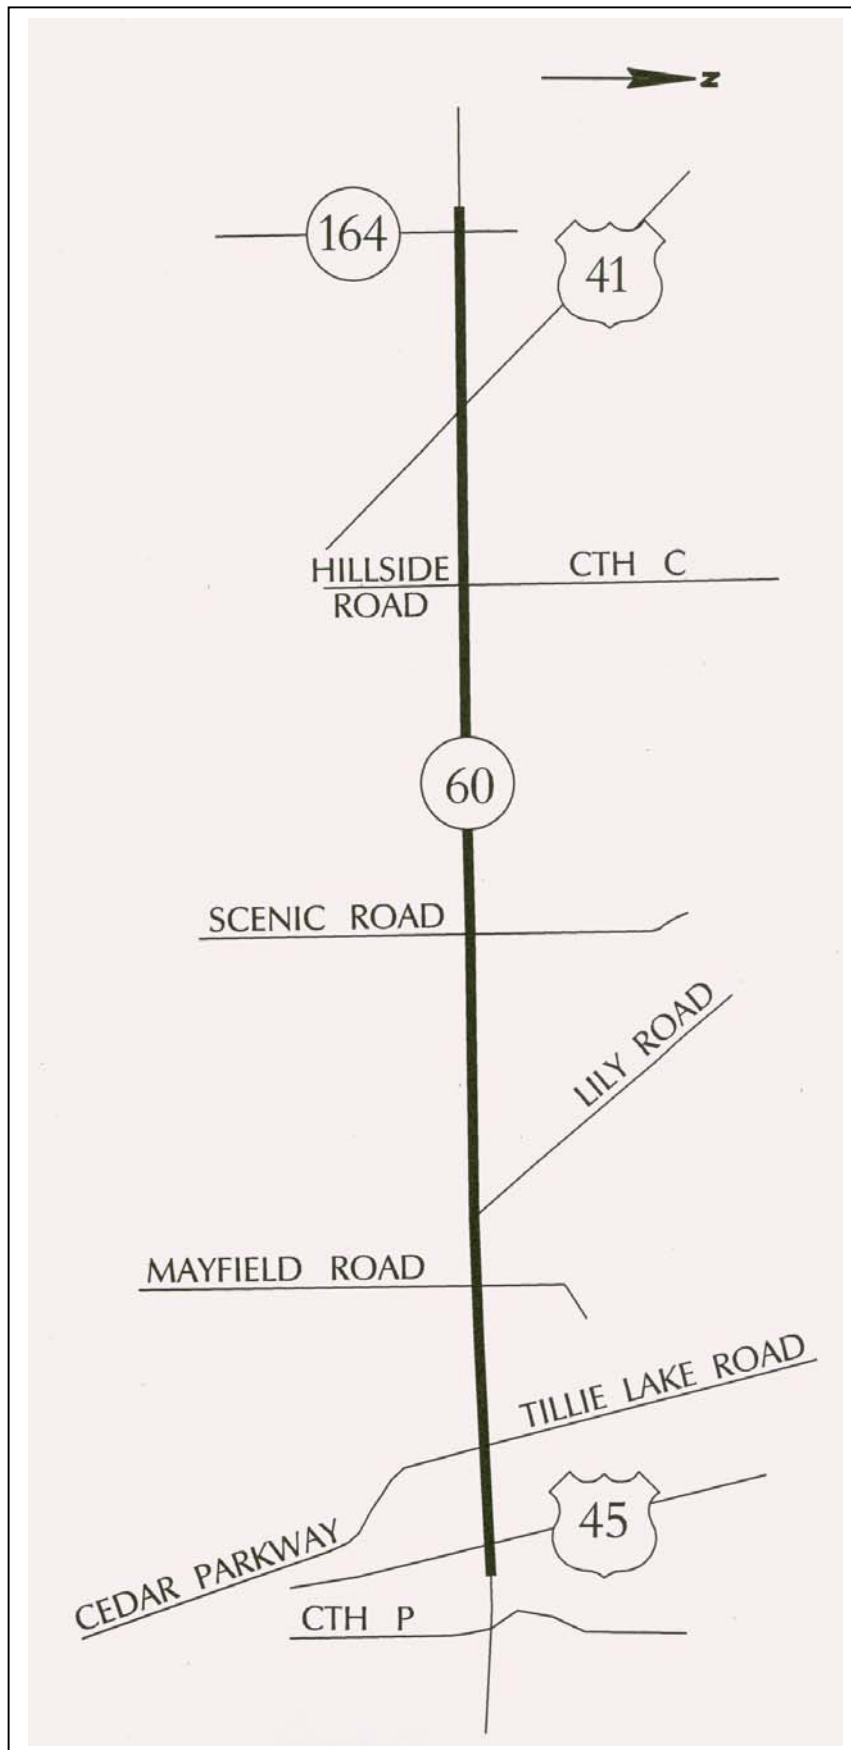 N
164
41
HILLSIDE
ROAD
CTH C
60
SCENIC ROAD
LILY ROAD
MAYFIELD ROAD
TILLIE LAKE ROAD
45
CEDAR PARKWAY
CTH P